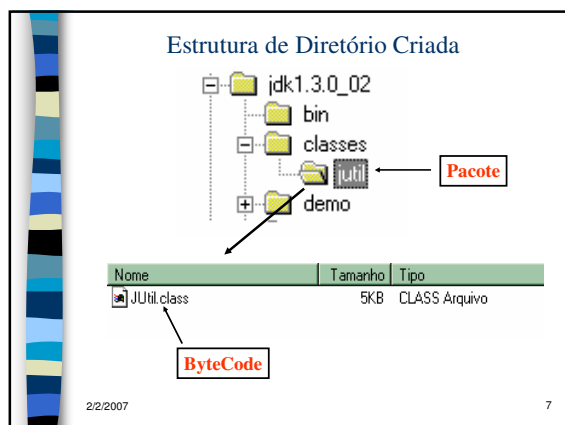 Estrutura de Diretório Criada
jdk1.3.0_02
bin
classes
jutil
Pacote
demo
Nome Tamanho Tipo
JUtil.class 5KB CLASS Arquivo
ByteCode
2/2/2007 7